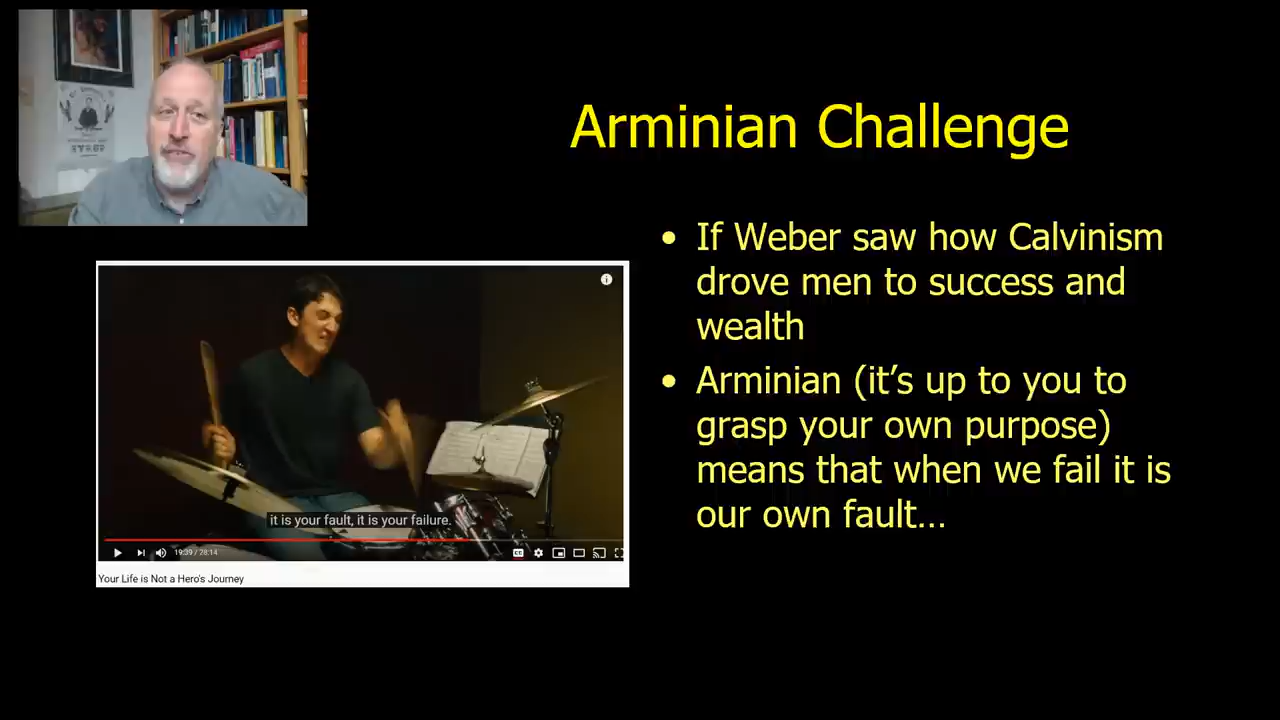 Arminian Challenge
• If Weber saw how Calvinism
drove men to success and
wealth
• Arminian (it’s up to you to
grasp your own purpose)
means that when we fail it is
our own fault…
it is your fault, it is your failure.
19:39 / 28:14
Your Life is Not a Hero's Journey